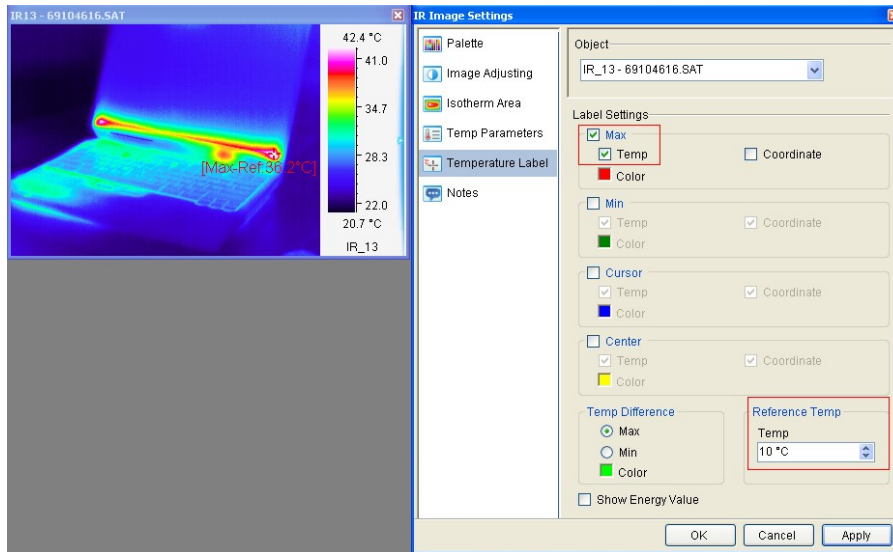 IR13 - 69104616.SAT
42.4 °C
41.0
34.7
28.3
22.0
20.7 °C
IR_13
[Max-Ref:36.2°C]
IR Image Settings
Palette
Image Adjusting
Isotherm Area
Temp Parameters
Temperature Label
Notes
Object
IR_13 - 69104616.SAT
Label Settings
Max
Temp
Coordinate
Color
Min
Temp
Coordinate
Color
Cursor
Temp
Coordinate
Color
Center
Temp
Coordinate
Color
Temp Difference
Max
Min
Color
Reference Temp
Temp
10 °C
Show Energy Value
OK
Cancel
Apply